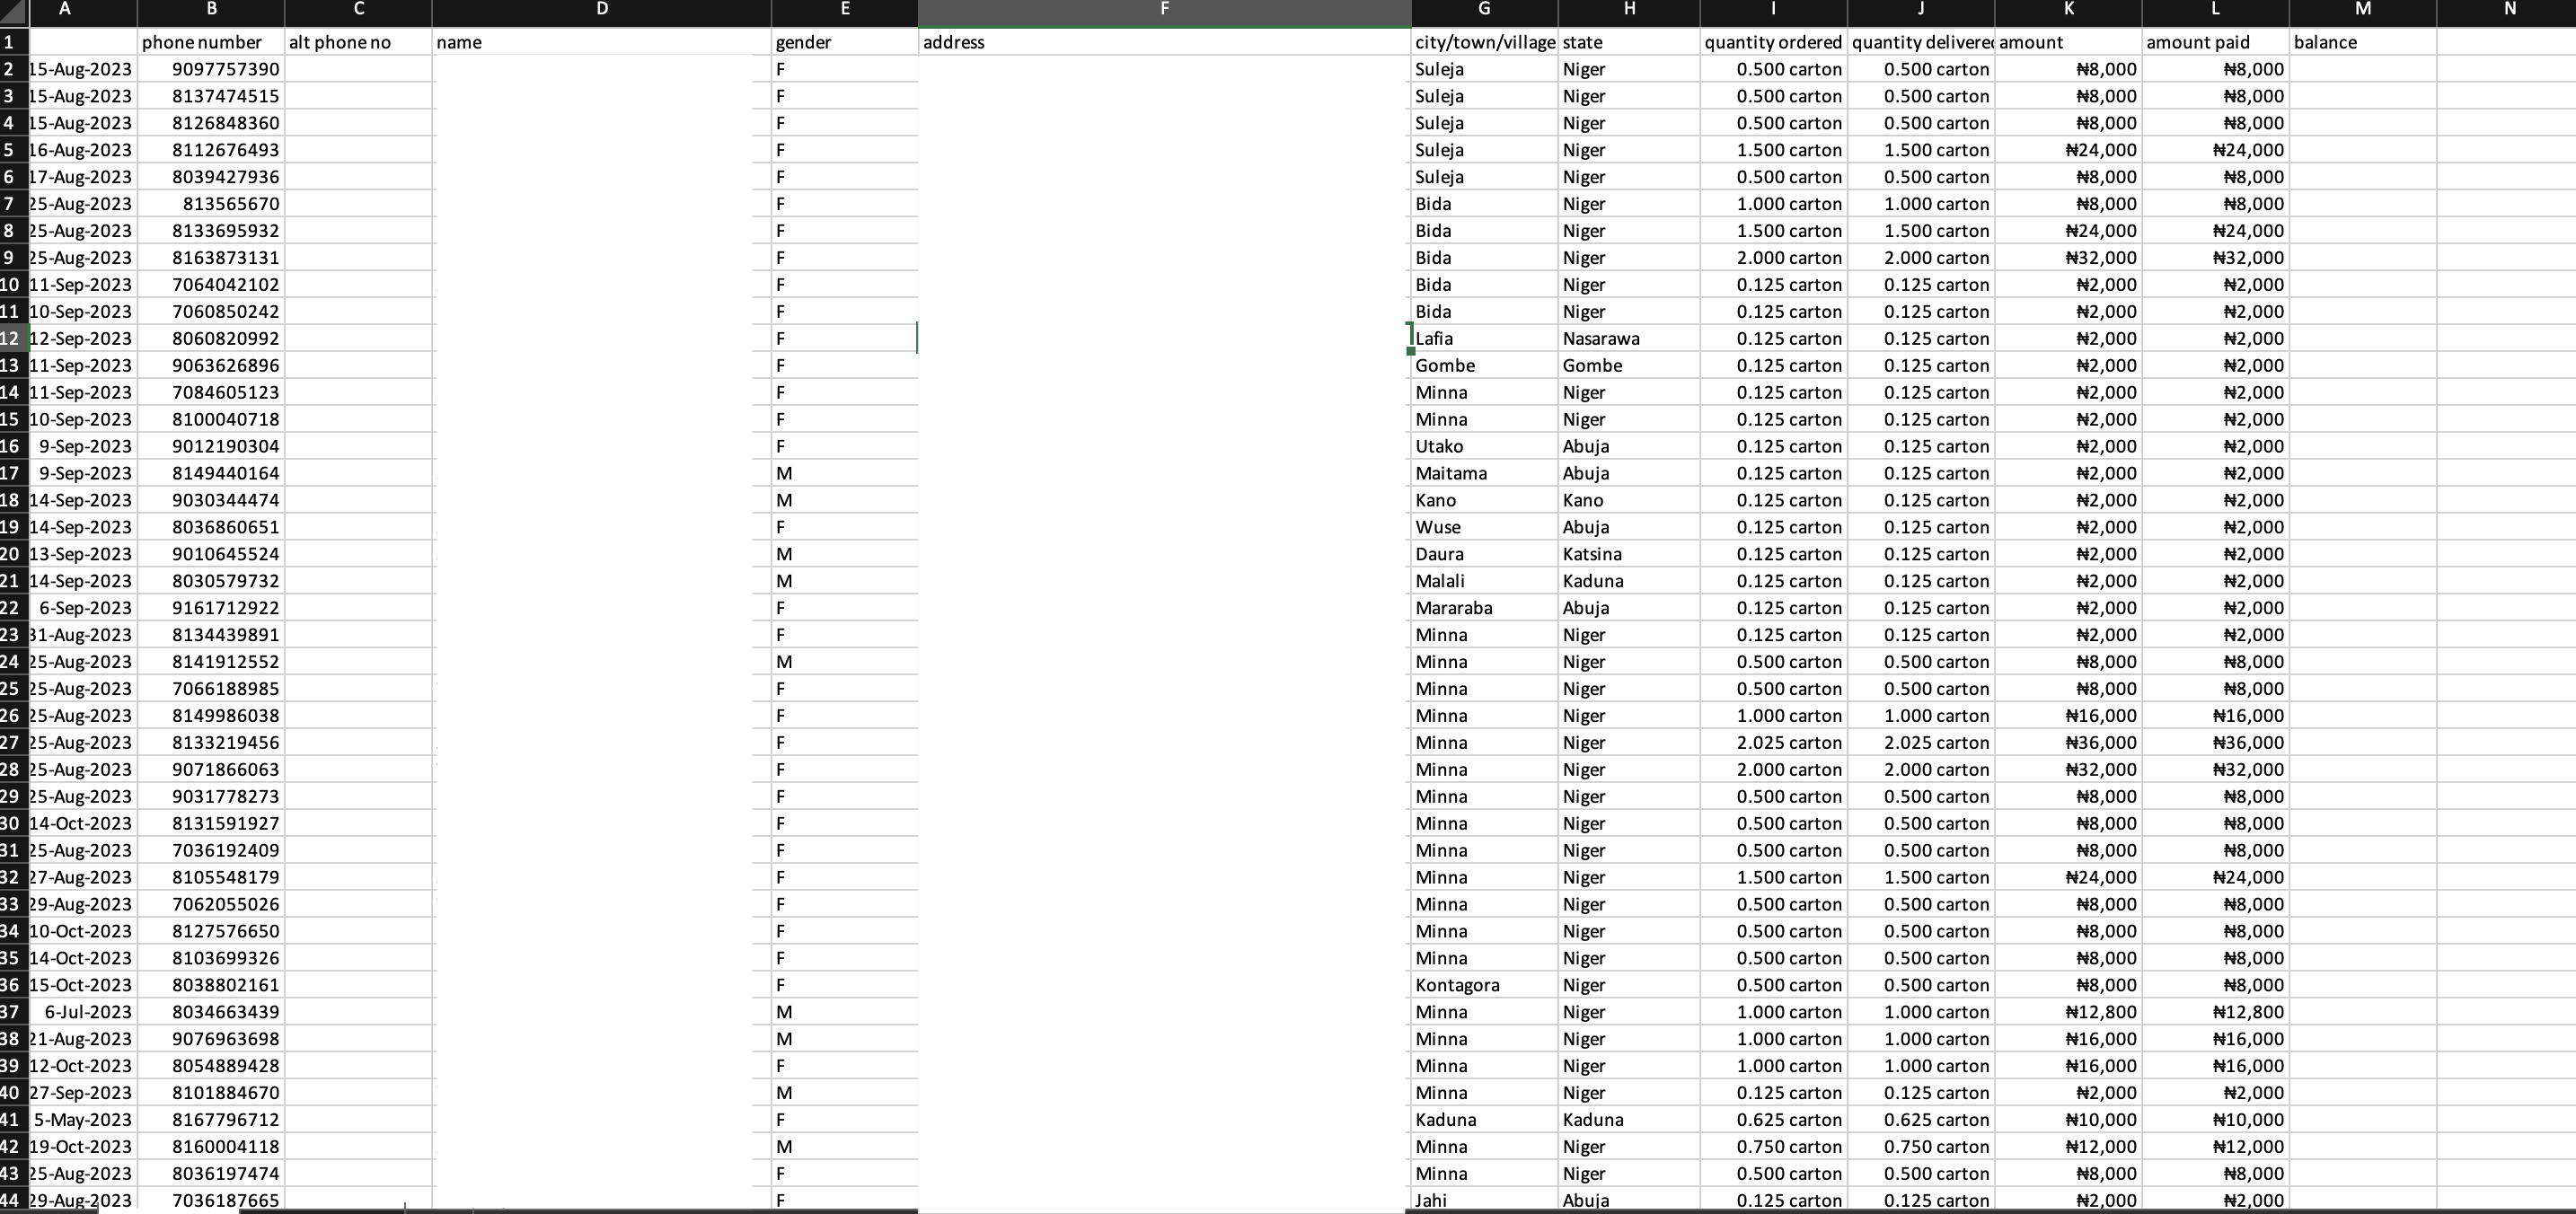 A B C D E F G H I J K L M N
1 phone number alt phone no name gender address city/town/village state quantity ordered quantity delivered amount amount paid balance
2 15-Aug-2023 9097757390 F Suleja Niger 0.500 carton 0.500 carton ₦8,000 ₦8,000
3 15-Aug-2023 8137474515 F Suleja Niger 0.500 carton 0.500 carton ₦8,000 ₦8,000
4 15-Aug-2023 8126848360 F Suleja Niger 0.500 carton 0.500 carton ₦8,000 ₦8,000
5 16-Aug-2023 8112676493 F Suleja Niger 1.500 carton 1.500 carton ₦24,000 ₦24,000
6 17-Aug-2023 8039427936 F Suleja Niger 0.500 carton 0.500 carton ₦8,000 ₦8,000
7 25-Aug-2023 813565670 F Bida Niger 1.000 carton 1.000 carton ₦8,000 ₦8,000
8 25-Aug-2023 8133695932 F Bida Niger 1.500 carton 1.500 carton ₦24,000 ₦24,000
9 25-Aug-2023 8163873131 F Bida Niger 2.000 carton 2.000 carton ₦32,000 ₦32,000
10 11-Sep-2023 7064042102 F Bida Niger 0.125 carton 0.125 carton ₦2,000 ₦2,000
11 10-Sep-2023 7060850242 F Bida Niger 0.125 carton 0.125 carton ₦2,000 ₦2,000
12 12-Sep-2023 8060820992 F Lafia Nasarawa 0.125 carton 0.125 carton ₦2,000 ₦2,000
13 11-Sep-2023 9063626896 F Gombe Gombe 0.125 carton 0.125 carton ₦2,000 ₦2,000
14 11-Sep-2023 7084605123 F Minna Niger 0.125 carton 0.125 carton ₦2,000 ₦2,000
15 10-Sep-2023 8100040718 F Minna Niger 0.125 carton 0.125 carton ₦2,000 ₦2,000
16 9-Sep-2023 9012190304 F Utako Abuja 0.125 carton 0.125 carton ₦2,000 ₦2,000
17 9-Sep-2023 8149440164 M Maitama Abuja 0.125 carton 0.125 carton ₦2,000 ₦2,000
18 14-Sep-2023 9030344474 M Kano Kano 0.125 carton 0.125 carton ₦2,000 ₦2,000
19 14-Sep-2023 8036860651 F Wuse Abuja 0.125 carton 0.125 carton ₦2,000 ₦2,000
20 13-Sep-2023 9010645524 M Daura Katsina 0.125 carton 0.125 carton ₦2,000 ₦2,000
21 14-Sep-2023 8030579732 M Malali Kaduna 0.125 carton 0.125 carton ₦2,000 ₦2,000
22 6-Sep-2023 9161712922 F Mararaba Abuja 0.125 carton 0.125 carton ₦2,000 ₦2,000
23 31-Aug-2023 8134439891 F Minna Niger 0.125 carton 0.125 carton ₦2,000 ₦2,000
24 25-Aug-2023 8141912552 M Minna Niger 0.500 carton 0.500 carton ₦8,000 ₦8,000
25 25-Aug-2023 7066188985 F Minna Niger 0.500 carton 0.500 carton ₦8,000 ₦8,000
26 25-Aug-2023 8149986038 F Minna Niger 1.000 carton 1.000 carton ₦16,000 ₦16,000
27 25-Aug-2023 8133219456 F Minna Niger 2.025 carton 2.025 carton ₦36,000 ₦36,000
28 25-Aug-2023 9071866063 F Minna Niger 2.000 carton 2.000 carton ₦32,000 ₦32,000
29 25-Aug-2023 9031778273 F Minna Niger 0.500 carton 0.500 carton ₦8,000 ₦8,000
30 14-Oct-2023 8131591927 F Minna Niger 0.500 carton 0.500 carton ₦8,000 ₦8,000
31 25-Aug-2023 7036192409 F Minna Niger 0.500 carton 0.500 carton ₦8,000 ₦8,000
32 27-Aug-2023 8105548179 F Minna Niger 1.500 carton 1.500 carton ₦24,000 ₦24,000
33 29-Aug-2023 7062055026 F Minna Niger 0.500 carton 0.500 carton ₦8,000 ₦8,000
34 10-Oct-2023 8127576650 F Minna Niger 0.500 carton 0.500 carton ₦8,000 ₦8,000
35 14-Oct-2023 8103699326 F Minna Niger 0.500 carton 0.500 carton ₦8,000 ₦8,000
36 15-Oct-2023 8038802161 F Kontagora Niger 0.500 carton 0.500 carton ₦8,000 ₦8,000
37 6-Jul-2023 8034663439 M Minna Niger 1.000 carton 1.000 carton ₦12,800 ₦12,800
38 21-Aug-2023 9076963698 M Minna Niger 1.000 carton 1.000 carton ₦16,000 ₦16,000
39 12-Oct-2023 8054889428 F Minna Niger 1.000 carton 1.000 carton ₦16,000 ₦16,000
40 27-Sep-2023 8101884670 M Minna Niger 0.125 carton 0.125 carton ₦2,000 ₦2,000
41 5-May-2023 8167796712 F Kaduna Kaduna 0.625 carton 0.625 carton ₦10,000 ₦10,000
42 19-Oct-2023 8160004118 M Minna Niger 0.750 carton 0.750 carton ₦12,000 ₦12,000
43 25-Aug-2023 8036197474 F Minna Niger 0.500 carton 0.500 carton ₦8,000 ₦8,000
44 29-Aug-2023 7036187665 F Jahi Abuja 0.125 carton 0.125 carton ₦2,000 ₦2,000